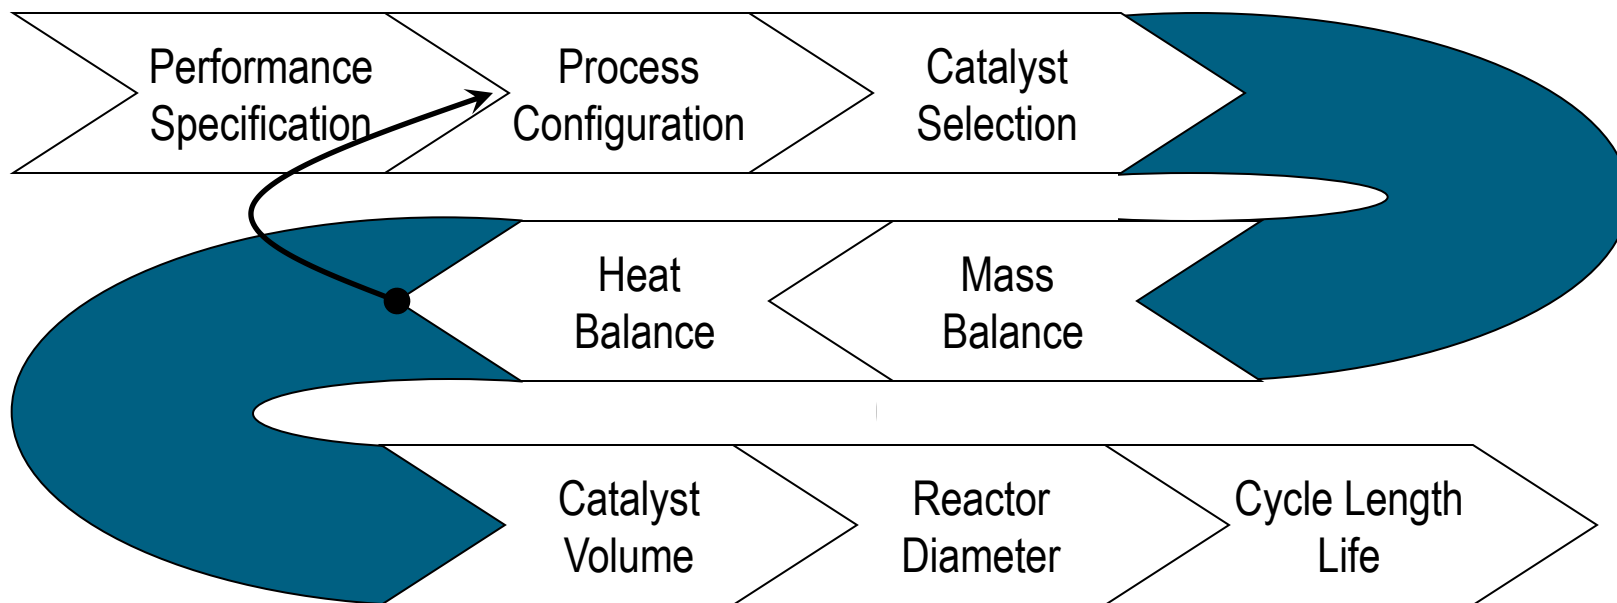 Performance
Specification
Process
Configuration
Catalyst
Selection
Heat
Balance
Mass
Balance
Catalyst
Volume
Reactor
Diameter
Cycle Length
Life